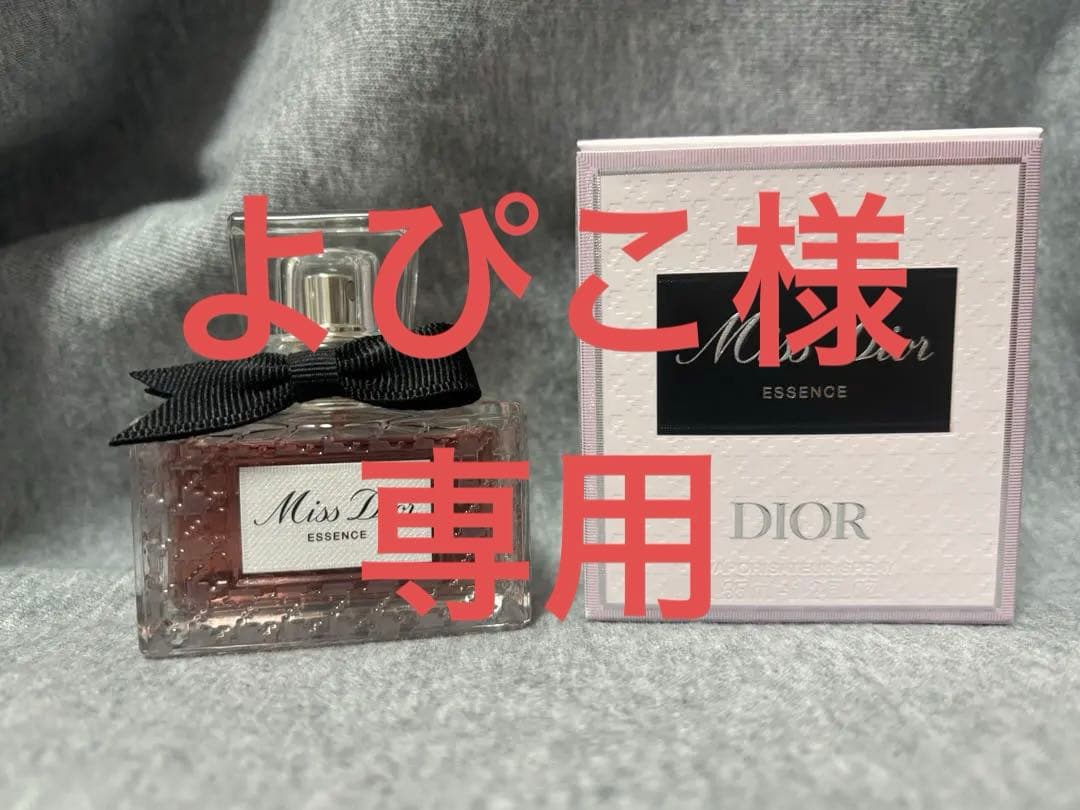 よぴこ様
専用
Miss Dior
ESSENCE
Miss Dior
ESSENCE
DIOR